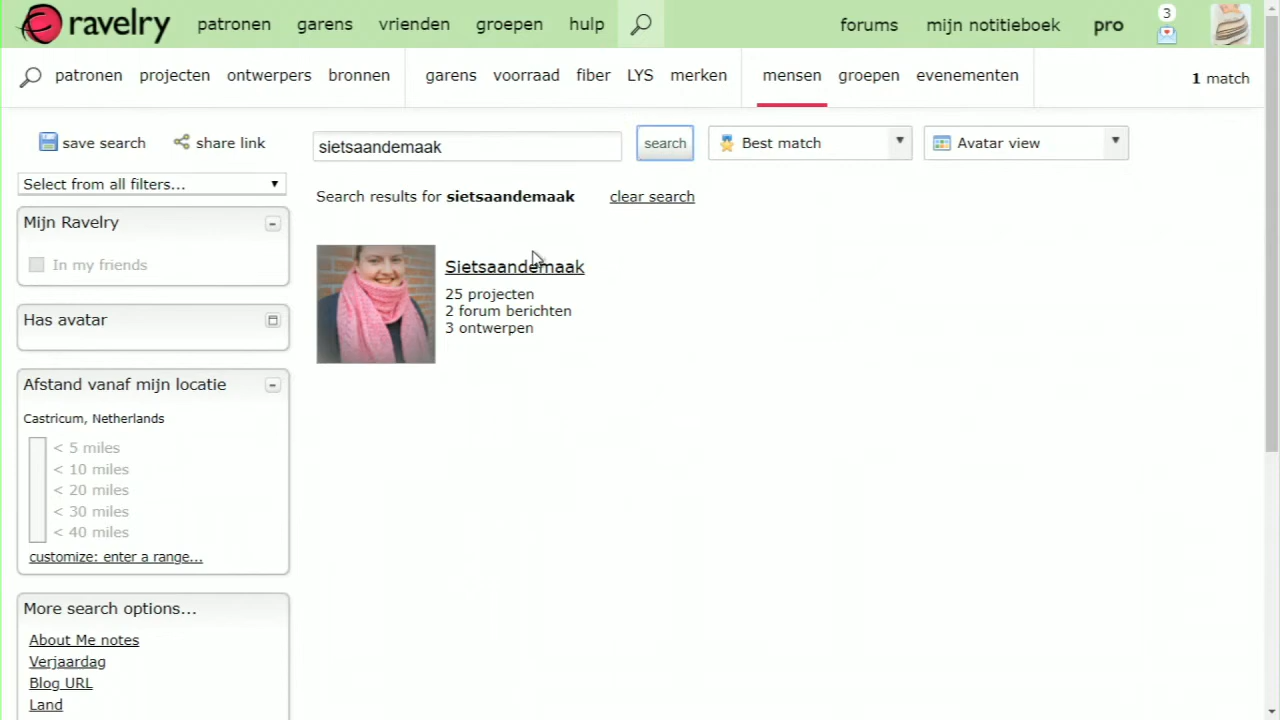 ravelry patronen garens vrienden groepen hulp forums mijn notitieboek pro 3
patronen projecten ontwerpers bronnen garens voorraad fiber LYS merken mensen groepen evenementen 1 match
save search share link sietsaandemaak search Best match Avatar view
Select from all filters...
Search results for sietsaandemaak clear search
Mijn Ravelry
In my friends
Has avatar
Sietsaandemaak
25 projecten
2 forum berichten
3 ontwerpen
Afstand vanaf mijn locatie
Castricum, Netherlands
< 5 miles
< 10 miles
< 20 miles
< 30 miles
< 40 miles
customize: enter a range...
More search options...
About Me notes
Verjaardag
Blog URL
Land